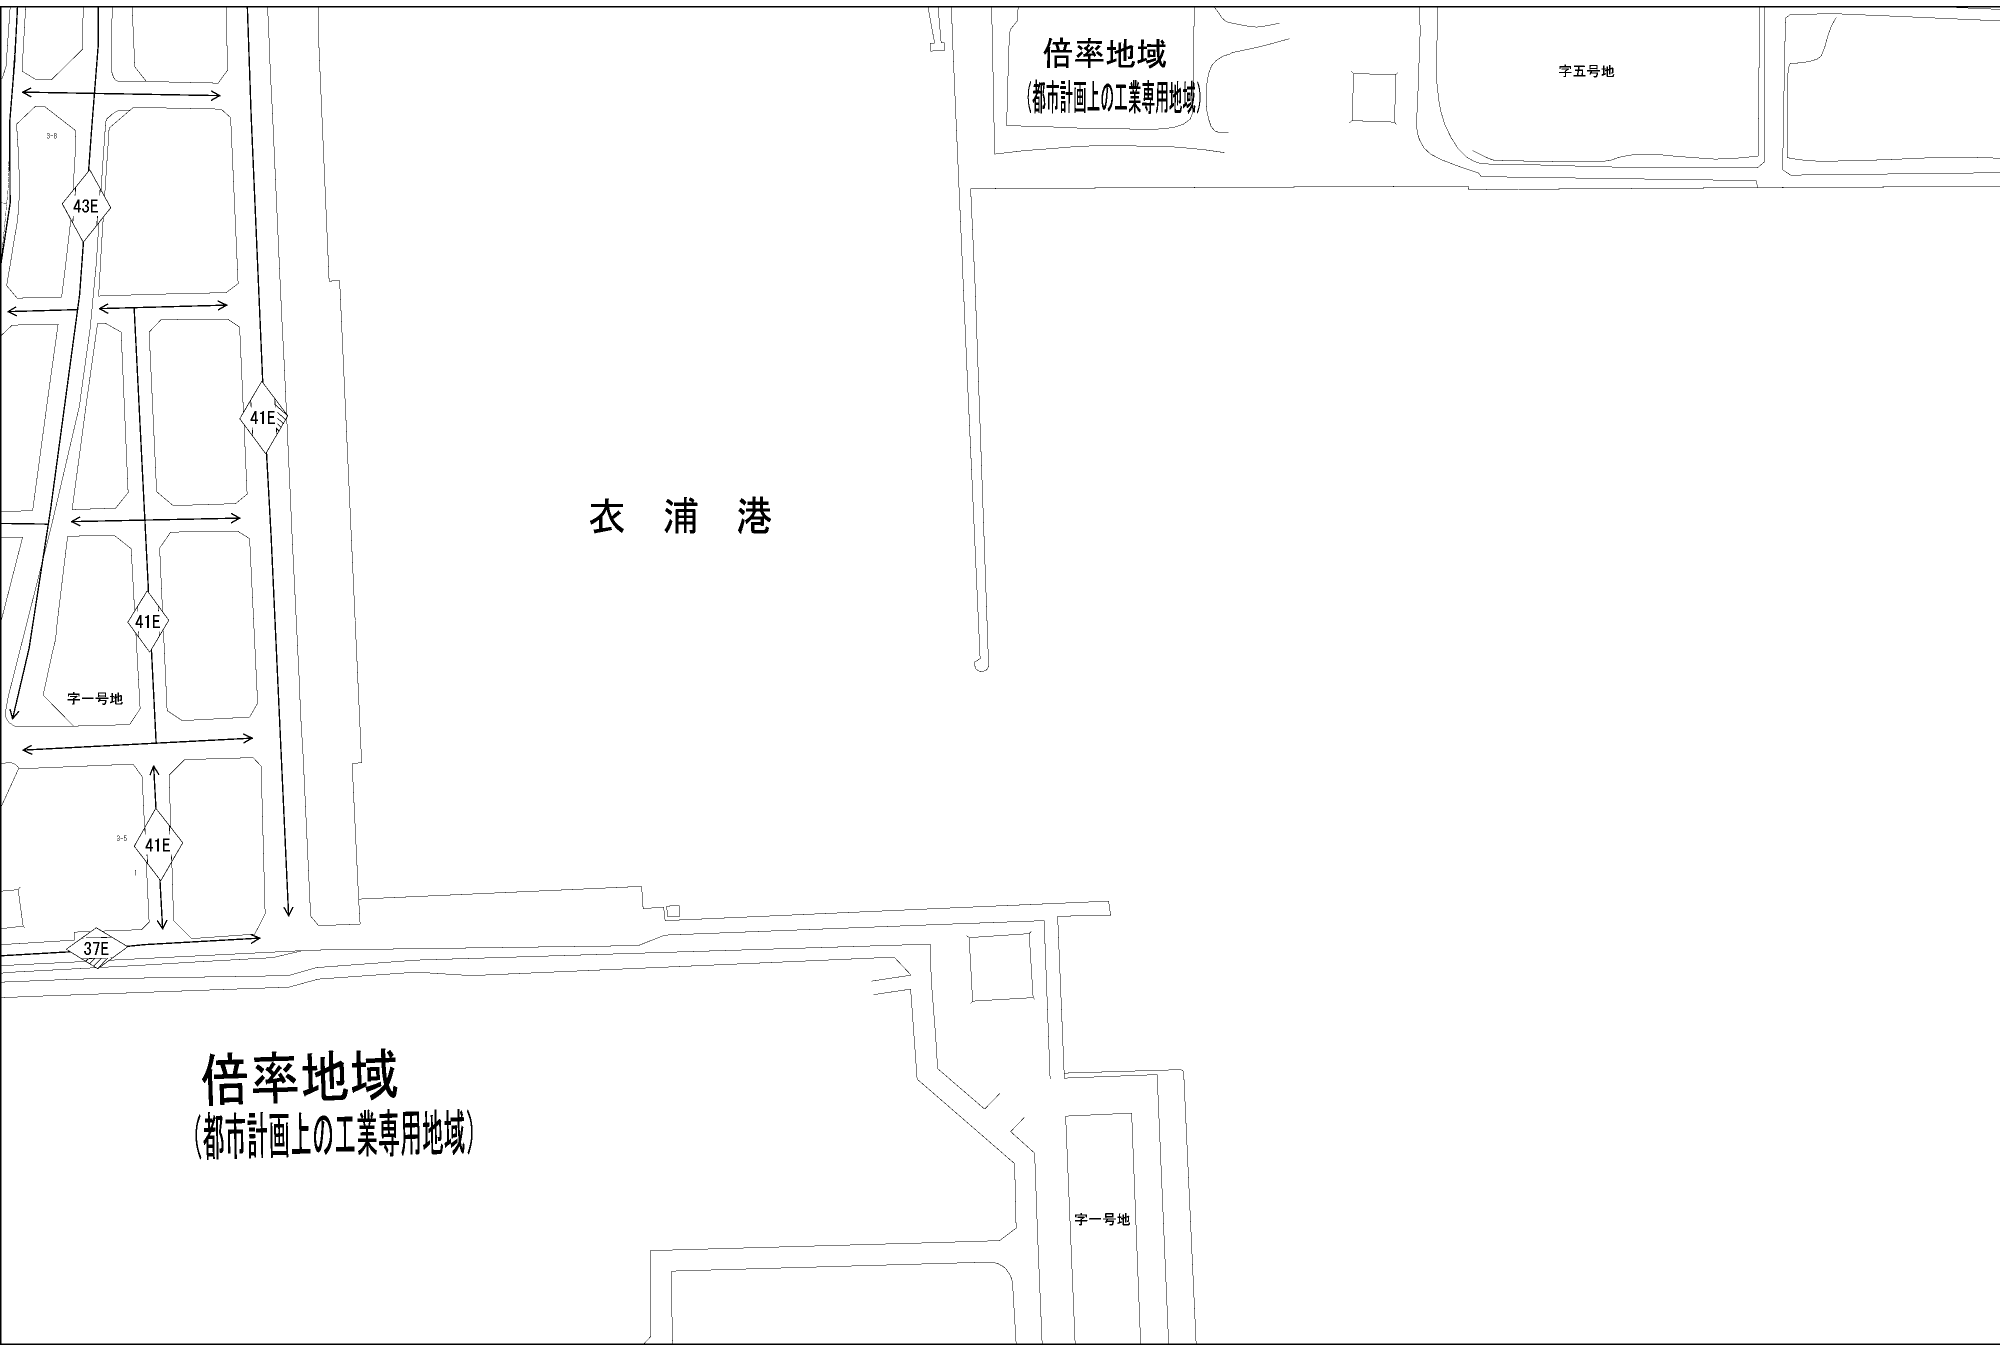 倍率地域
(都市計画上の工業専用地域)
字五号地
3-8
43E
41E
衣 浦 港
41E
字一号地
3-5
41E
1
37E
倍率地域
(都市計画上の工業専用地域)
字一号地